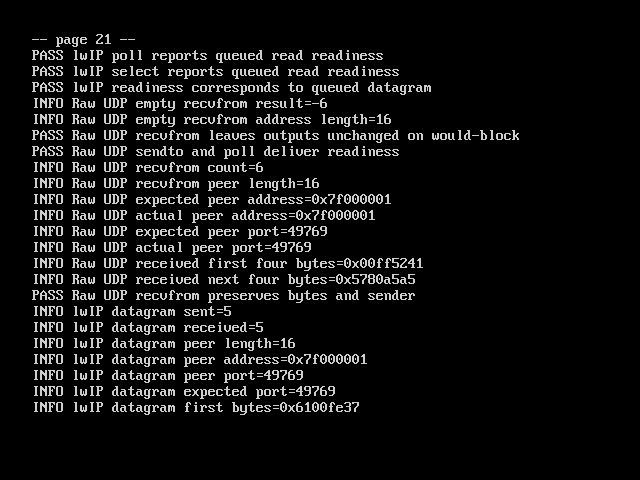 -- page 21 --
PASS lwIP poll reports queued read readiness
PASS lwIP select reports queued read readiness
PASS lwIP readiness corresponds to queued datagram
INFO Raw UDP empty recvfrom result=-6
INFO Raw UDP empty recvfrom address length=16
PASS Raw UDP recvfrom leaves outputs unchanged on would-block
PASS Raw UDP sendto and poll deliver readiness
INFO Raw UDP recvfrom count=6
INFO Raw UDP recvfrom peer length=16
INFO Raw UDP expected peer address=0x7f000001
INFO Raw UDP actual peer address=0x7f000001
INFO Raw UDP expected peer port=49769
INFO Raw UDP actual peer port=49769
INFO Raw UDP received first four bytes=0x00ff5241
INFO Raw UDP received next four bytes=0x5780a5a5
PASS Raw UDP recvfrom preserves bytes and sender
INFO lwIP datagram sent=5
INFO lwIP datagram received=5
INFO lwIP datagram peer length=16
INFO lwIP datagram peer address=0x7f000001
INFO lwIP datagram peer port=49769
INFO lwIP datagram expected port=49769
INFO lwIP datagram first bytes=0x6100fe37